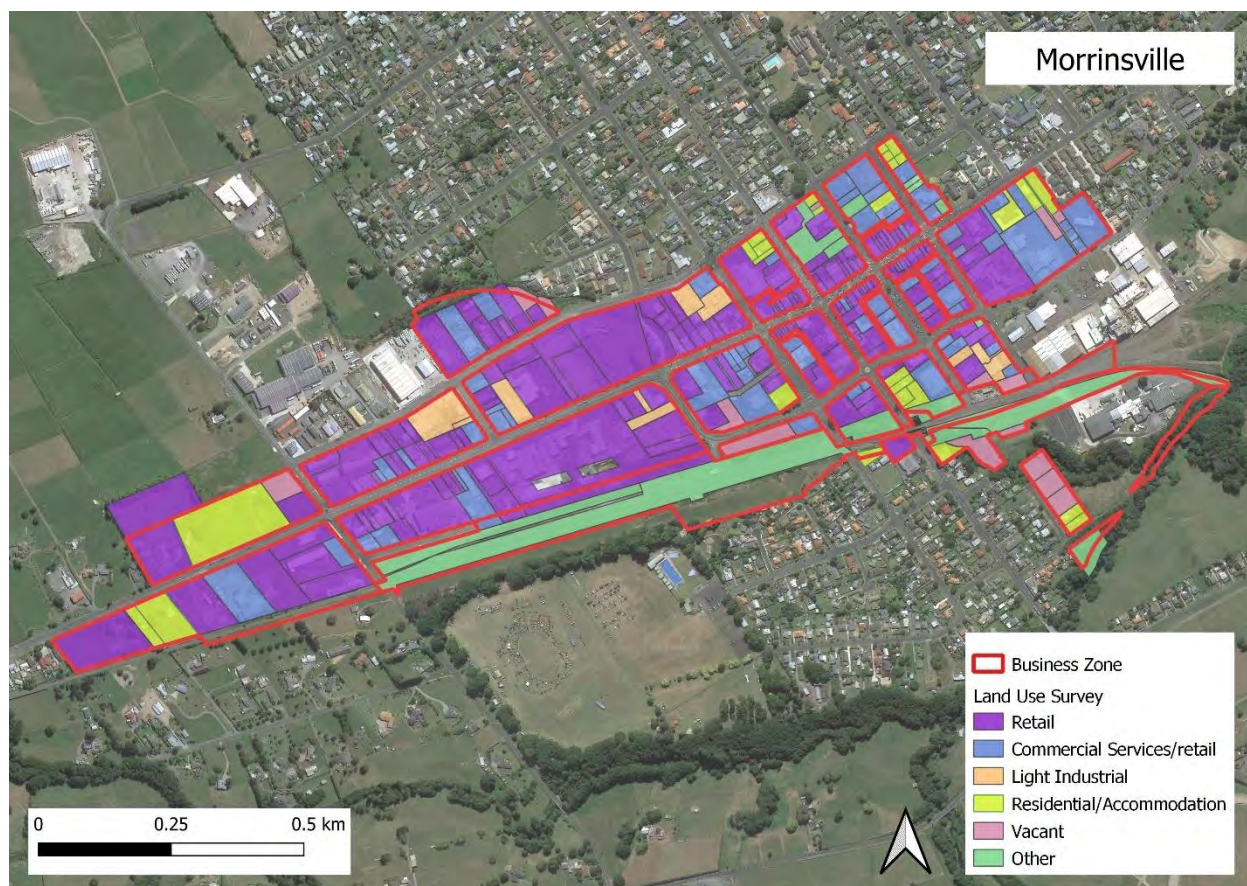 Morrinsville
Business Zone
Land Use Survey
Retail
Commercial Services/retail
Light Industrial
Residential/Accommodation
Vacant
Other
0 0.25 0.5 km